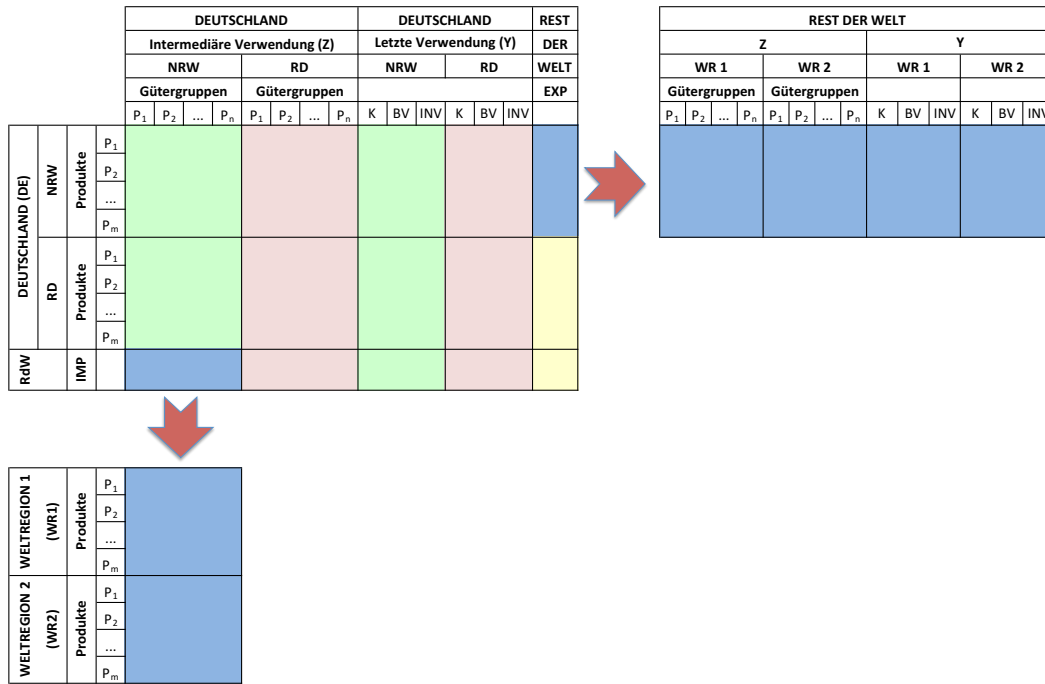 DEUTSCHLAND DEUTSCHLAND REST
Intermediäre Verwendung (Z) Letzte Verwendung (Y) DER
NRW RD NRW RD WELT
Gütergruppen Gütergruppen EXP
P1 P2 ... Pn P1 P2 ... Pn K BV INV K BV INV
DEUTSCHLAND (DE)
NRW
Produkte
P1
P2
...
Pm
RD
Produkte
P1
P2
...
Pm
RdW
IMP
REST DER WELT
Z Y
WR 1 WR 2 WR 1 WR 2
Gütergruppen Gütergruppen
P1 P2 ... Pn P1 P2 ... Pn K BV INV K BV INV
WELTREGION 1
(WR1)
Produkte
P1
P2
...
Pm
WELTREGION 2
(WR2)
Produkte
P1
P2
...
Pm